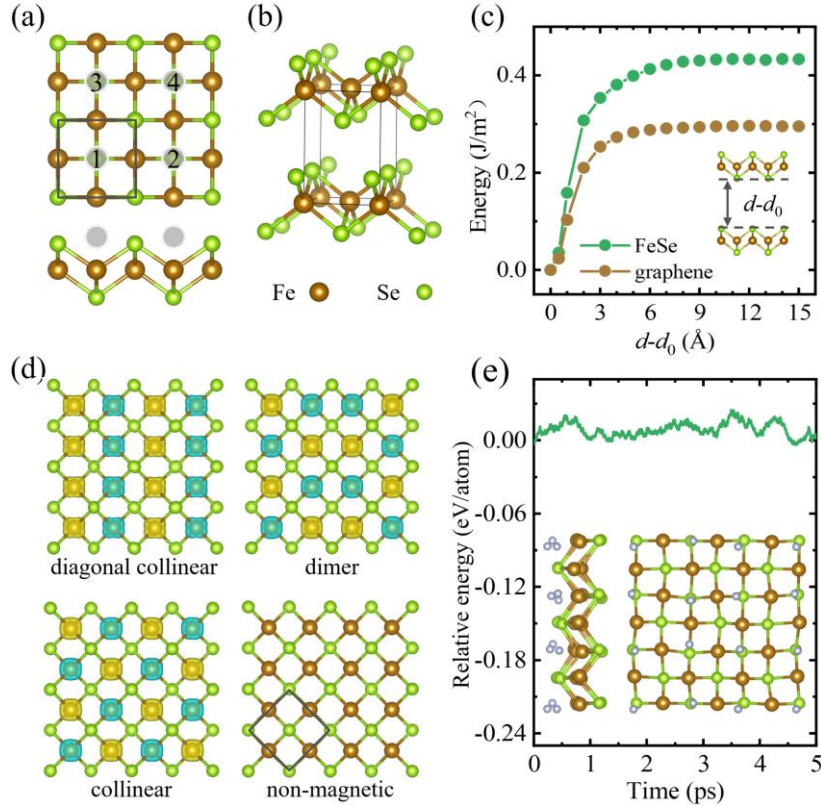 (a)
3 4
1 2
Fe Se
(b)
(c)
Energy (J/m²)
0.4
0.2
0.0
d-d₀
FeSe
graphene
0 3 6 9 12 15
d-d₀ (Å)
(d)
diagonal collinear dimer
collinear non-magnetic
(e)
Relative energy (eV/atom)
0.00
-0.06
-0.12
-0.18
-0.24
0 1 2 3 4 5
Time (ps)